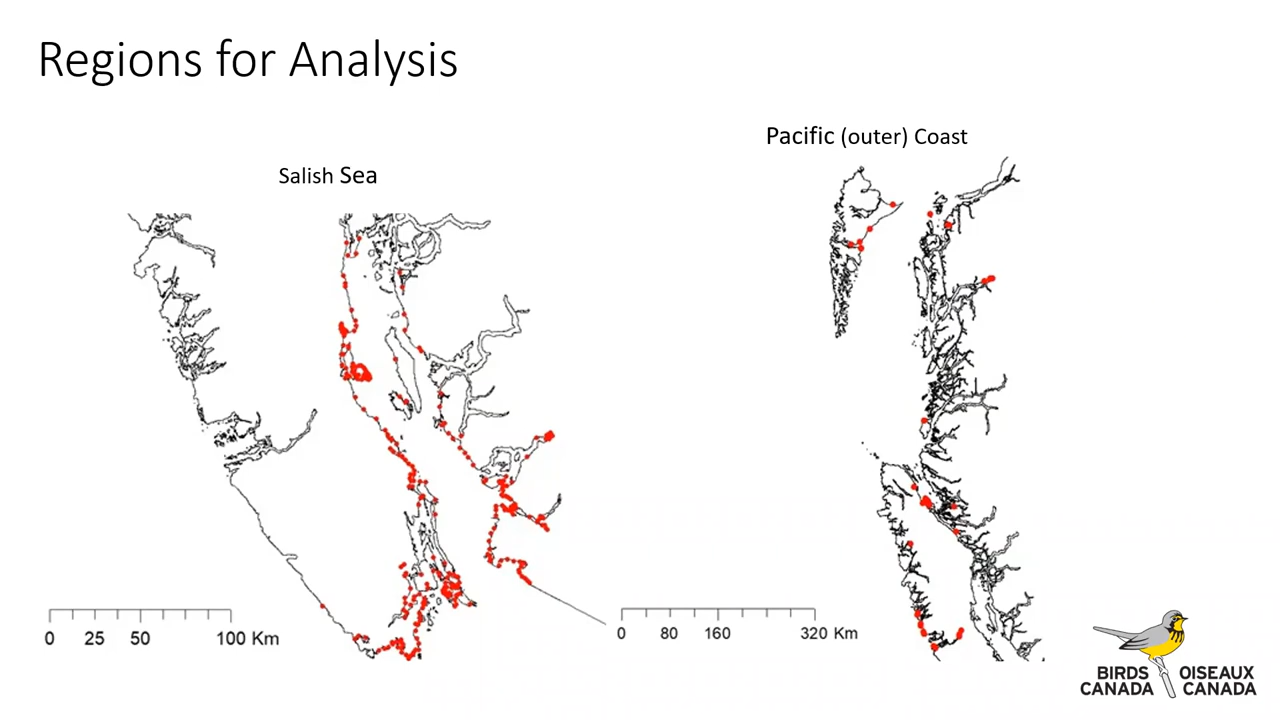 Regions for Analysis
Salish Sea
Pacific (outer) Coast
0 25 50 100 Km
0 80 160 320 Km
BIRDS OISEAUX
CANADA CANADA